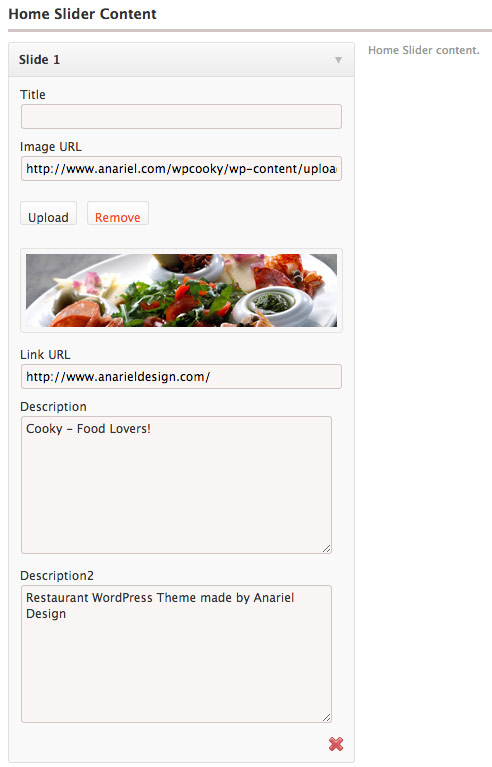 Home Slider Content
Home Slider content.
Slide 1
Title
Image URL
http://www.anariel.com/wpcooky/wp-content/uploa
Upload
Remove
Link URL
http://www.anarieldesign.com/
Description
Cooky - Food Lovers!
Description2
Restaurant WordPress Theme made by Anariel
Design